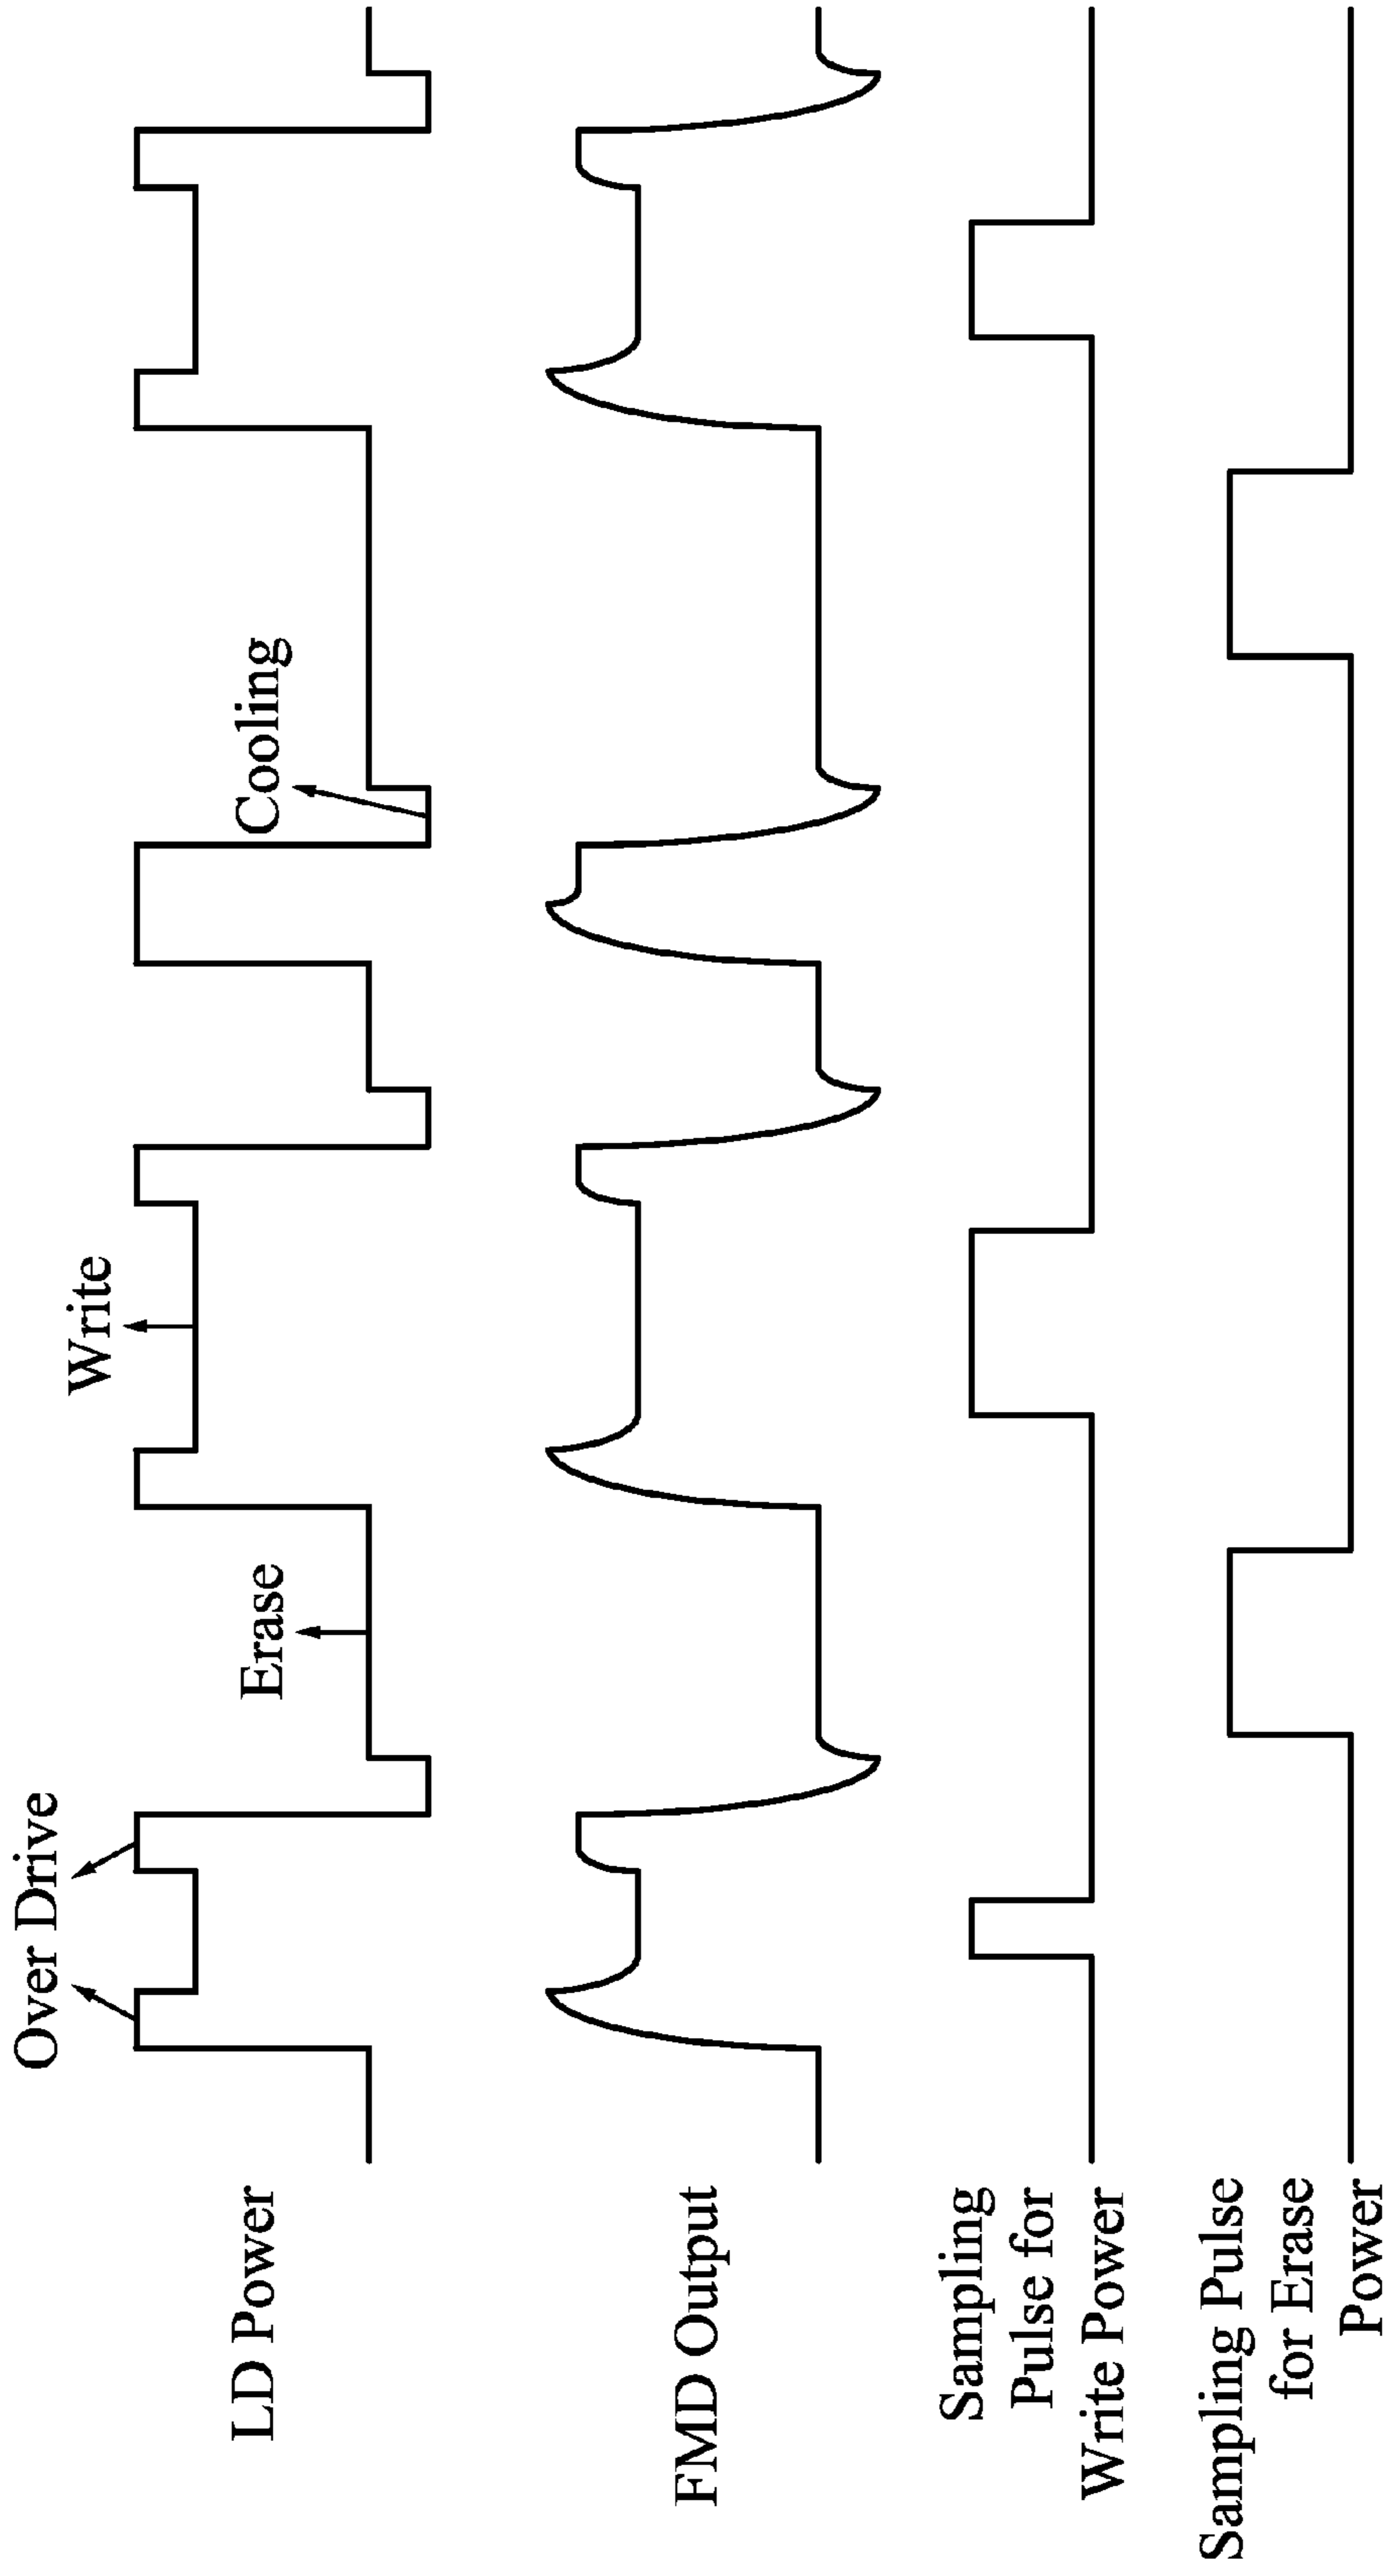 Over Drive
Erase
Write
Cooling
LD Power
FMD Output
Sampling
Pulse for
Write Power
Sampling Pulse
for Erase
Power